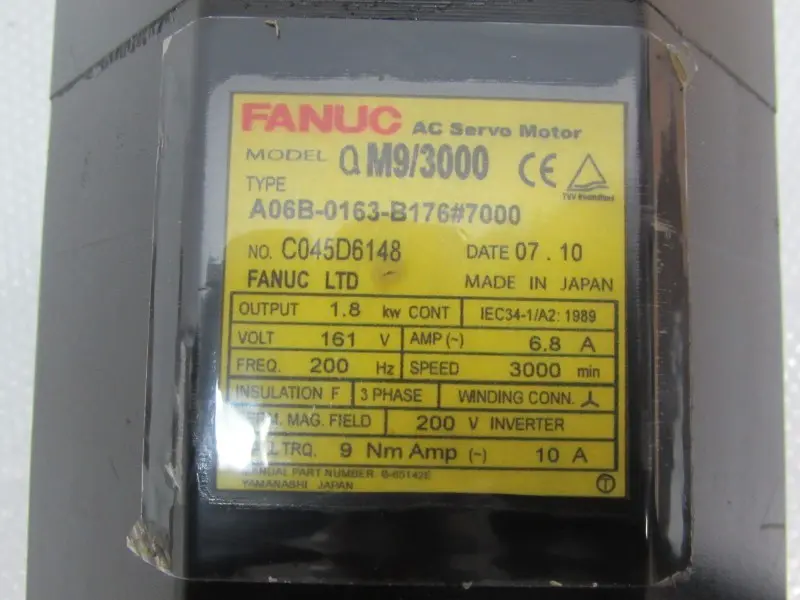 FANUC AC Servo Motor
MODEL α M9/3000 CE
TYPE
A06B-0163-B176#7000
NO. C045D6148 DATE 07.10
FANUC LTD MADE IN JAPAN
OUTPUT 1.8 kw CONT IEC34-1/A2: 1989
VOLT 161 V AMP (~) 6.8 A
FREQ. 200 Hz SPEED 3000 min
INSULATION F 3 PHASE WINDING CONN.
MAG. FIELD 200 V INVERTER
TRQ. 9 Nm Amp (~) 10 A
PART NUMBER B-65142E
YAMANASHI JAPAN